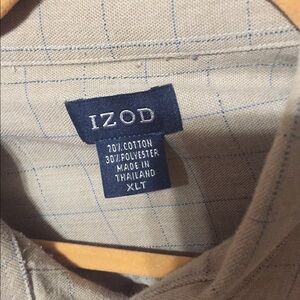 IZOD
70% COTTON
30% POLYESTER
MADE IN
THAILAND
XLT